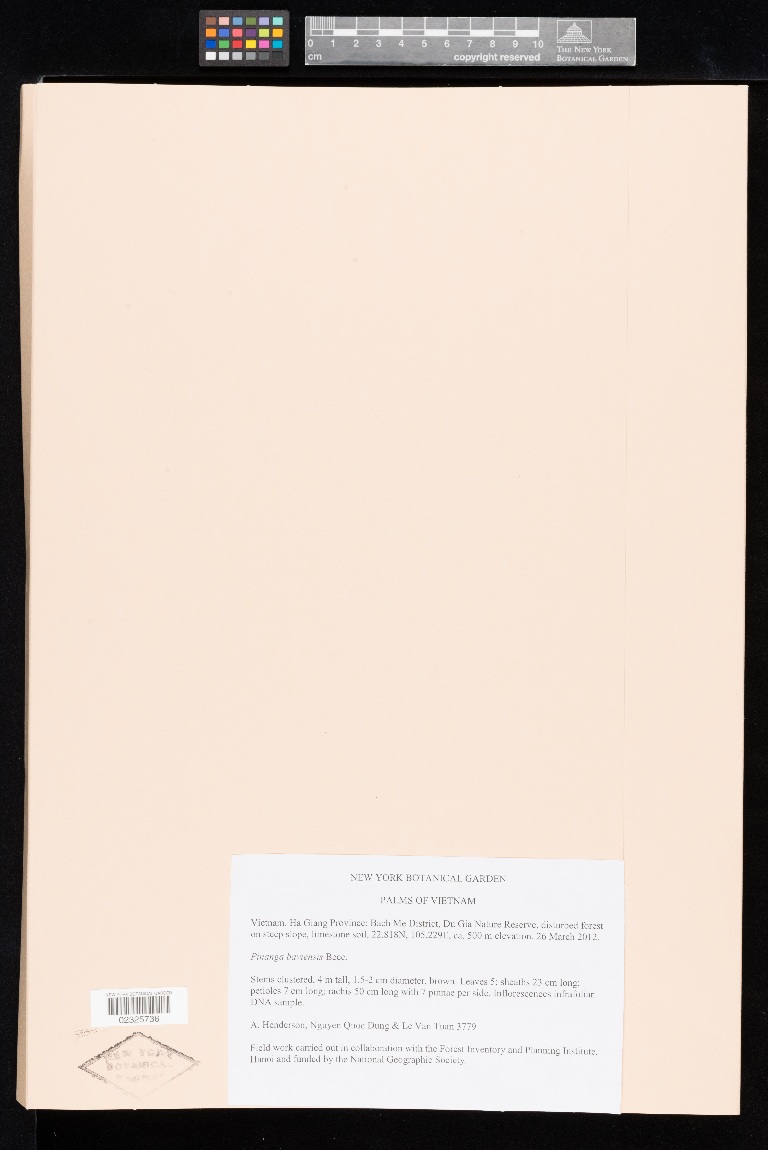 0 1 2 3 4 5 6 7 8 9 10
cm
copyright reserved
THE NEW YORK
BOTANICAL GARDEN
NEW YORK BOTANICAL GARDEN
PALMS OF VIETNAM
Vietnam. Ha Giang Province: Bach Me District, Du Gia Nature Reserve, disturbed forest
on steep slope, limestone soil, 22.818N, 105.229E, ca. 500 m elevation. 26 March 2012.
Pinanga baviensis Becc.
Stems clustered, 4 m tall, 1.5-2 cm diameter, brown. Leaves 5; sheaths 23 cm long;
petioles 7 cm long; rachis 50 cm long with 7 pinnae per side. Inflorescences infrafoliar.
DNA sample.
A. Henderson, Nguyen Quoc Dung & Le Van Tuan 3779
Field work carried out in collaboration with the Forest Inventory and Planning Institute,
Hanoi and funded by the National Geographic Society.
NEW YORK BOTANICAL GARDEN
02325736
NEW YORK
BOTANICAL